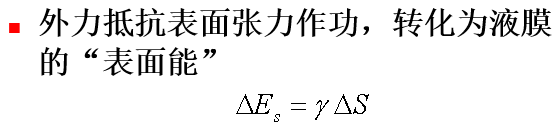 外力抵抗表面张力作功，转化为液膜
的“表面能”
ΔE_s = γ ΔS